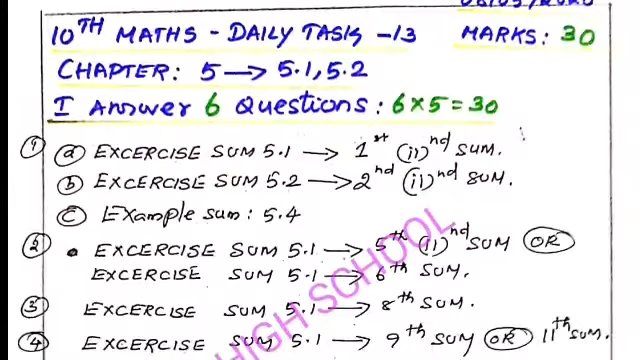 10TH MATHS - DAILY TASK -13 MARKS: 30
CHAPTER: 5 → 5.1, 5.2
I Answer 6 Questions: 6×5=30
① ⓐ EXCERCISE SUM 5.1 → 1st (ii)nd SUM.
ⓑ EXCERCISE SUM 5.2 → 2nd (ii)nd SUM.
ⓒ EXample sum: 5.4
② • EXCERCISE SUM 5.1 → 5th (ii)nd SUM OR
EXCERCISE SUM 5.1 → 6th SUM.
③ EXCERCISE SUM 5.1 → 8th SUM.
④ EXCERCISE SUM 5.1 → 9th SUM OR 11th SUM.
HIGH SCHOOL